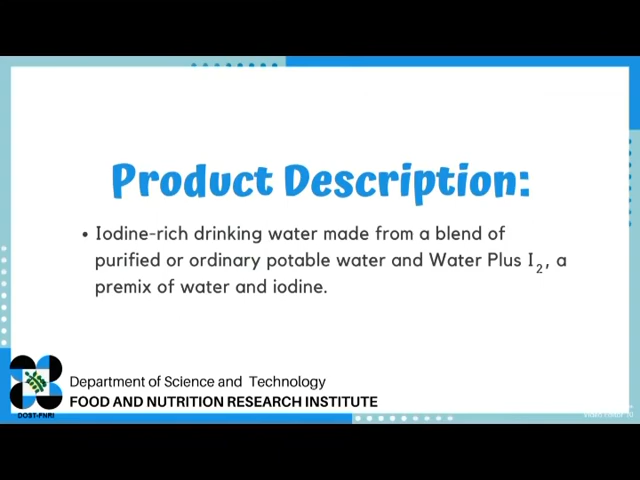 Product Description:
• Iodine-rich drinking water made from a blend of
purified or ordinary potable water and Water Plus I₂, a
premix of water and iodine.
Department of Science and Technology
FOOD AND NUTRITION RESEARCH INSTITUTE
DOST-FNRI